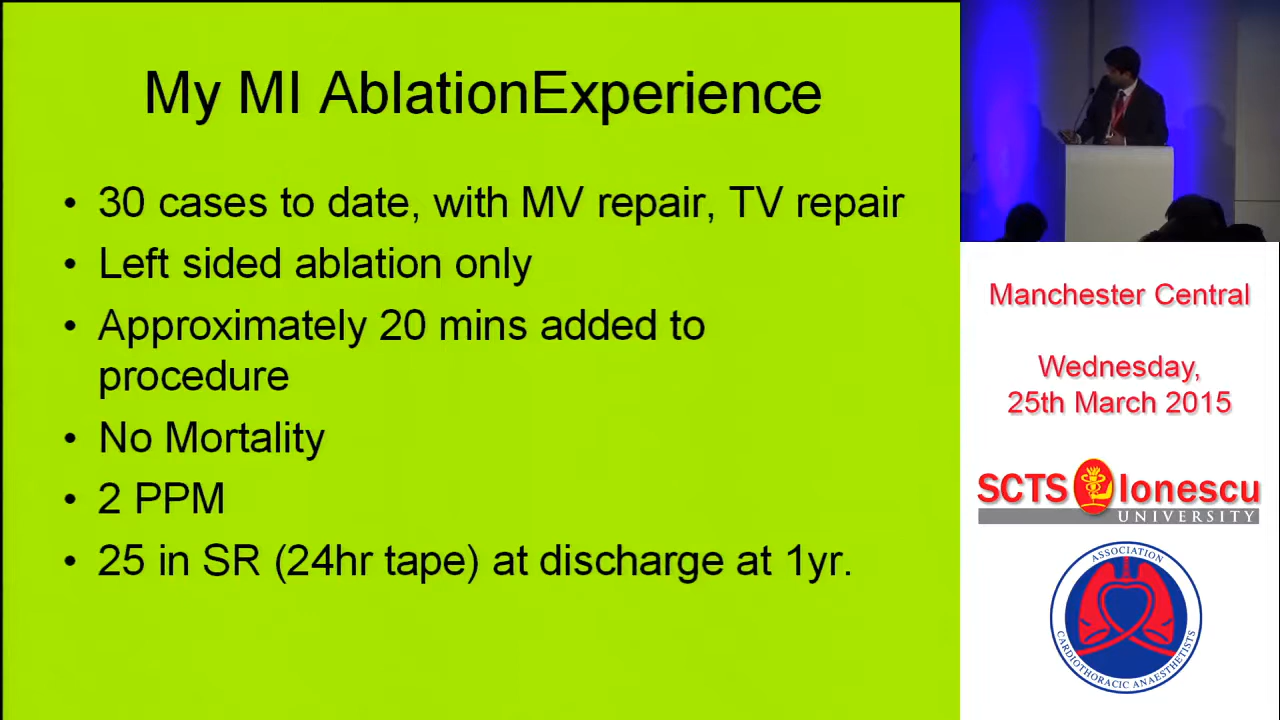 My MI AblationExperience
• 30 cases to date, with MV repair, TV repair
• Left sided ablation only
• Approximately 20 mins added to
procedure
• No Mortality
• 2 PPM
• 25 in SR (24hr tape) at discharge at 1yr.
Manchester Central
Wednesday,
25th March 2015
SCTS Ionescu
UNIVERSITY
ASSOCIATION
CARDIOTHORACIC ANAESTHETISTS